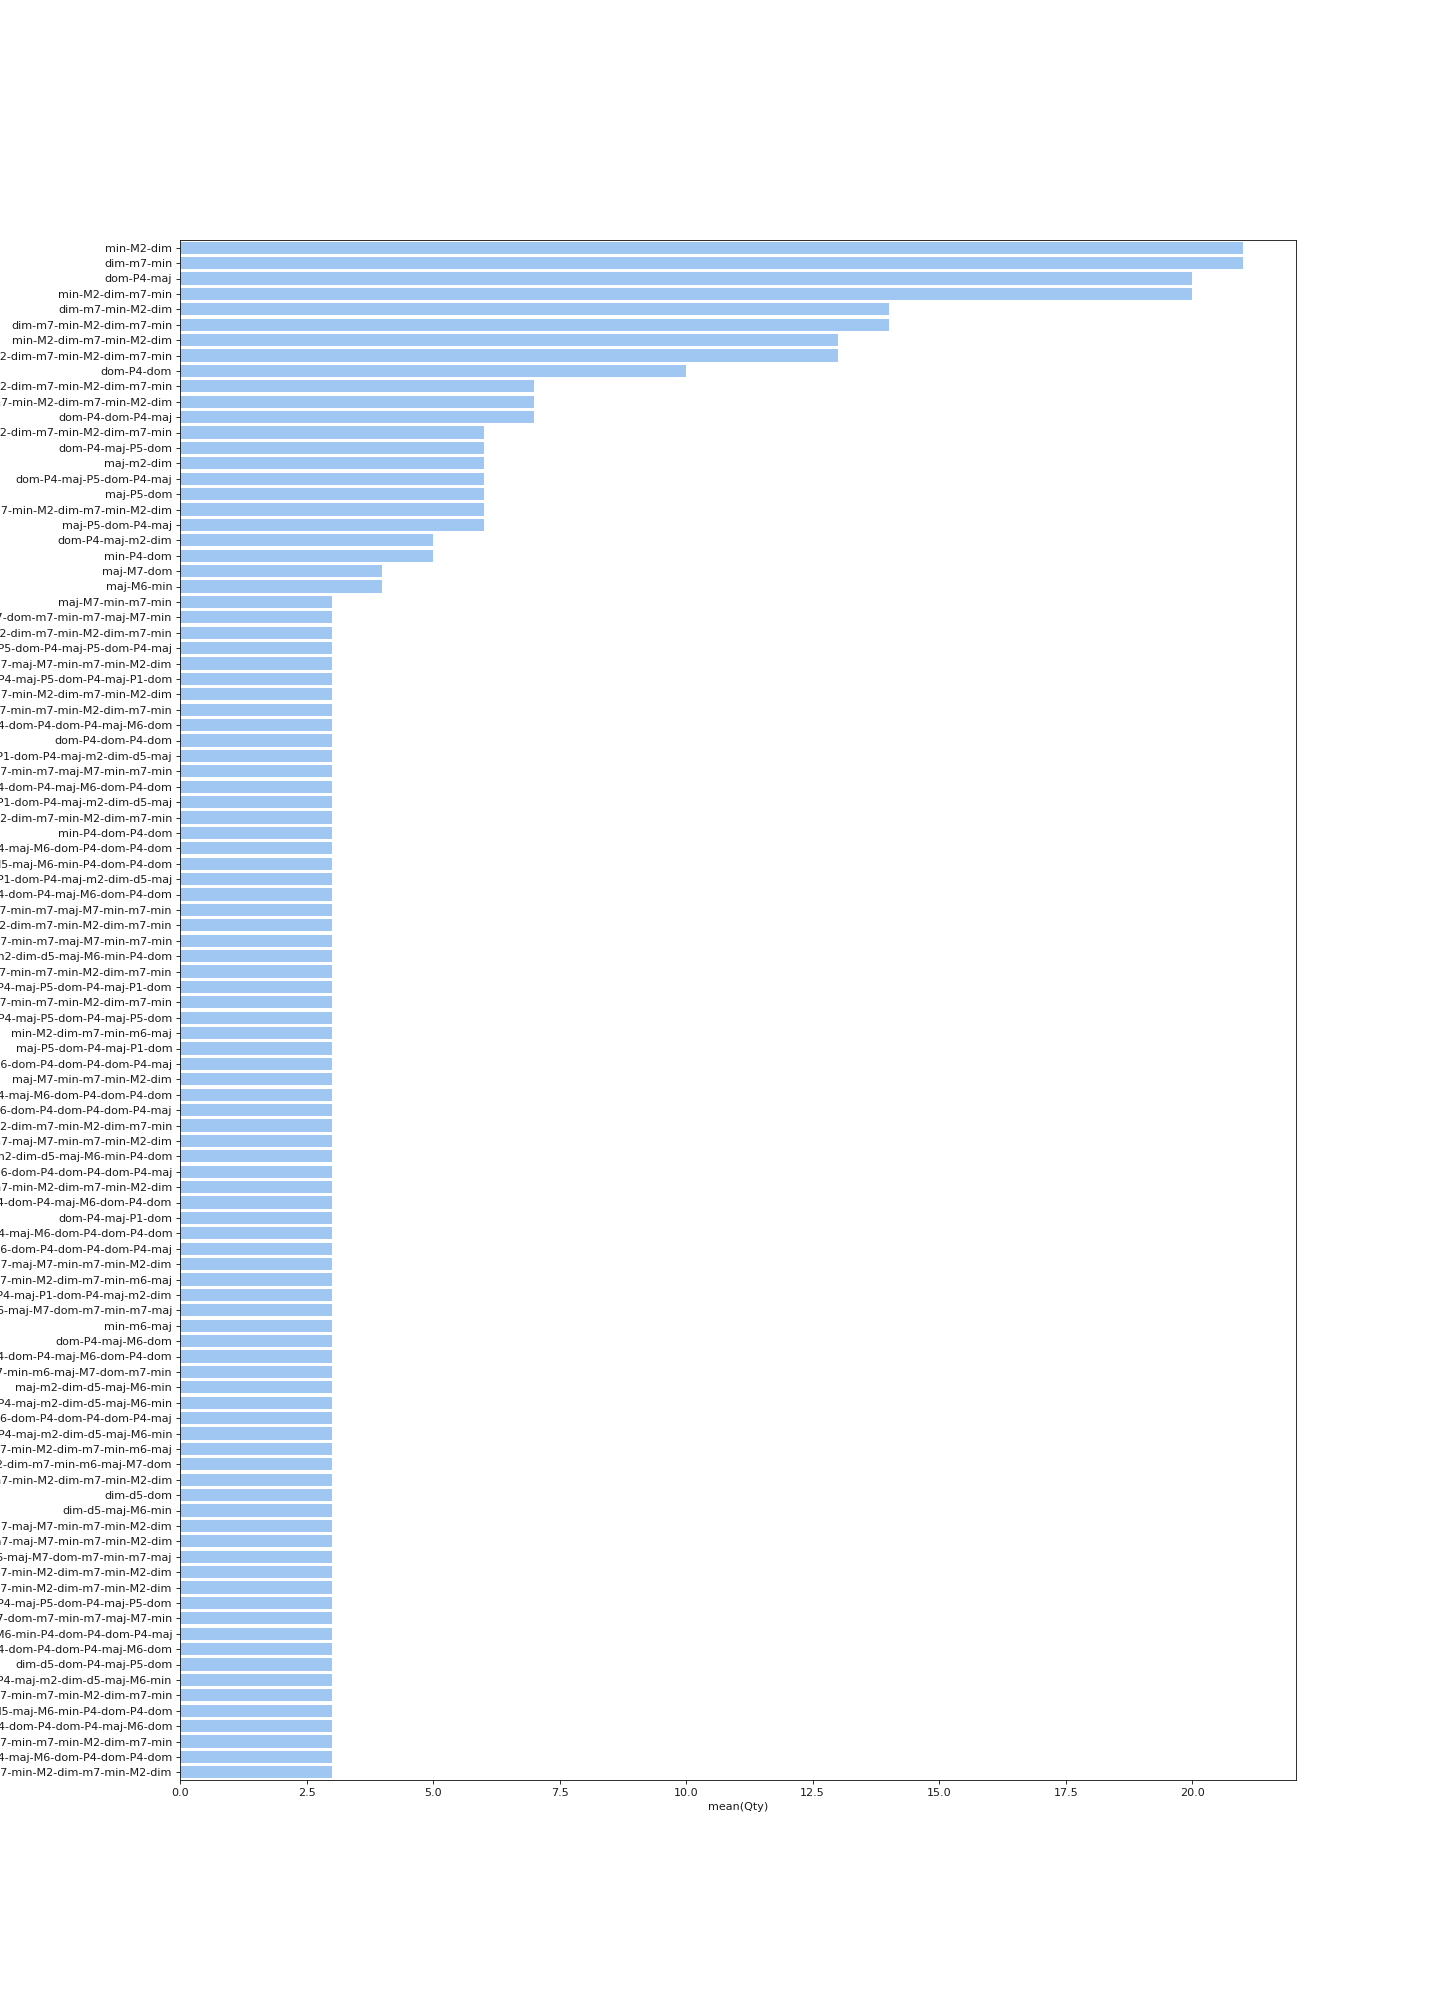 min-M2-dim
dim-m7-min
dom-P4-maj
min-M2-dim-m7-min
dim-m7-min-M2-dim
dim-m7-min-M2-dim-m7-min
min-M2-dim-m7-min-M2-dim
2-dim-m7-min-M2-dim-m7-min
dom-P4-dom
2-dim-m7-min-M2-dim-m7-min
7-min-M2-dim-m7-min-M2-dim
dom-P4-dom-P4-maj
2-dim-m7-min-M2-dim-m7-min
dom-P4-maj-P5-dom
maj-m2-dim
dom-P4-maj-P5-dom-P4-maj
maj-P5-dom
7-min-M2-dim-m7-min-M2-dim
maj-P5-dom-P4-maj
dom-P4-maj-m2-dim
min-P4-dom
maj-M7-dom
maj-M6-min
maj-M7-min-m7-min
7-dom-m7-min-m7-maj-M7-min
2-dim-m7-min-M2-dim-m7-min
P5-dom-P4-maj-P5-dom-P4-maj
7-maj-M7-min-m7-min-M2-dim
P4-maj-P5-dom-P4-maj-P1-dom
7-min-M2-dim-m7-min-M2-dim
7-min-m7-min-M2-dim-m7-min
4-dom-P4-dom-P4-maj-M6-dom
dom-P4-dom-P4-dom
P1-dom-P4-maj-m2-dim-d5-maj
7-min-m7-maj-M7-min-m7-min
4-dom-P4-maj-M6-dom-P4-dom
P1-dom-P4-maj-m2-dim-d5-maj
2-dim-m7-min-M2-dim-m7-min
min-P4-dom-P4-dom
4-maj-M6-dom-P4-dom-P4-dom
d5-maj-M6-min-P4-dom-P4-dom
P1-dom-P4-maj-m2-dim-d5-maj
4-dom-P4-maj-M6-dom-P4-dom
7-min-m7-maj-M7-min-m7-min
2-dim-m7-min-M2-dim-m7-min
7-min-m7-maj-M7-min-m7-min
m2-dim-d5-maj-M6-min-P4-dom
7-min-m7-min-M2-dim-m7-min
P4-maj-P5-dom-P4-maj-P1-dom
7-min-m7-min-M2-dim-m7-min
P4-maj-P5-dom-P4-maj-P5-dom
min-M2-dim-m7-min-m6-maj
maj-P5-dom-P4-maj-P1-dom
6-dom-P4-dom-P4-dom-P4-maj
maj-M7-min-m7-min-M2-dim
4-maj-M6-dom-P4-dom-P4-dom
6-dom-P4-dom-P4-dom-P4-maj
2-dim-m7-min-M2-dim-m7-min
7-maj-M7-min-m7-min-M2-dim
m2-dim-d5-maj-M6-min-P4-dom
6-dom-P4-dom-P4-dom-P4-maj
7-min-M2-dim-m7-min-M2-dim
4-dom-P4-maj-M6-dom-P4-dom
dom-P4-maj-P1-dom
4-maj-M6-dom-P4-dom-P4-dom
6-dom-P4-dom-P4-dom-P4-maj
7-maj-M7-min-m7-min-M2-dim
7-min-M2-dim-m7-min-m6-maj
P4-maj-P1-dom-P4-maj-m2-dim
6-maj-M7-dom-m7-min-m7-maj
min-m6-maj
dom-P4-maj-M6-dom
4-dom-P4-maj-M6-dom-P4-dom
7-min-m6-maj-M7-dom-m7-min
maj-m2-dim-d5-maj-M6-min
P4-maj-m2-dim-d5-maj-M6-min
6-dom-P4-dom-P4-dom-P4-maj
P4-maj-m2-dim-d5-maj-M6-min
7-min-M2-dim-m7-min-m6-maj
2-dim-m7-min-m6-maj-M7-dom
7-min-M2-dim-m7-min-M2-dim
dim-d5-dom
dim-d5-maj-M6-min
7-maj-M7-min-m7-min-M2-dim
7-maj-M7-min-m7-min-M2-dim
6-maj-M7-dom-m7-min-m7-maj
7-min-M2-dim-m7-min-M2-dim
7-min-M2-dim-m7-min-M2-dim
P4-maj-P5-dom-P4-maj-P5-dom
7-dom-m7-min-m7-maj-M7-min
M6-min-P4-dom-P4-dom-P4-maj
4-dom-P4-dom-P4-maj-M6-dom
dim-d5-dom-P4-maj-P5-dom
P4-maj-m2-dim-d5-maj-M6-min
7-min-m7-min-M2-dim-m7-min
d5-maj-M6-min-P4-dom-P4-dom
4-dom-P4-dom-P4-maj-M6-dom
7-min-m7-min-M2-dim-m7-min
4-maj-M6-dom-P4-dom-P4-dom
7-min-M2-dim-m7-min-M2-dim
0.0 2.5 5.0 7.5 10.0 12.5 15.0 17.5 20.0
mean(Qty)